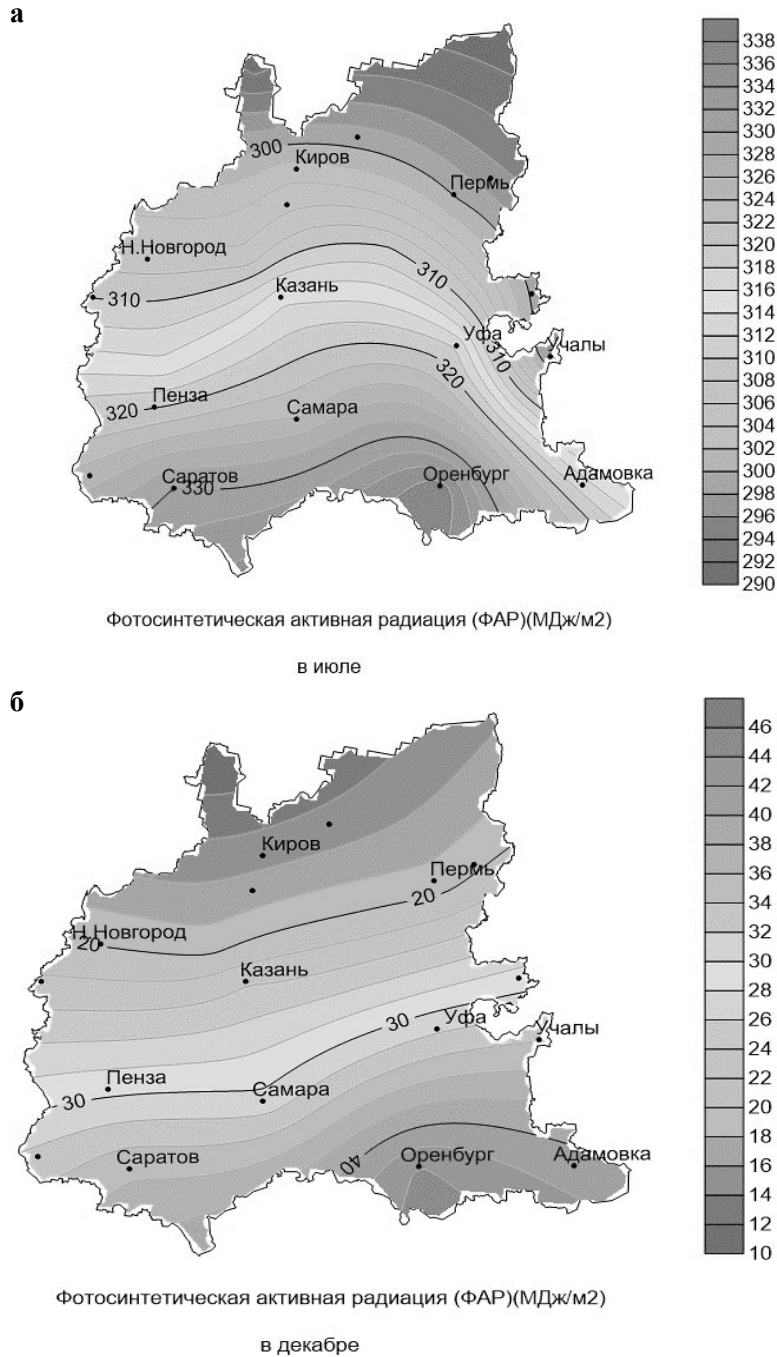 а
300
Киров
Пермь
Н.Новгород
310
Казань
310
Уфа
310
Учалы
320
Пенза
320
Самара
Саратов
330
Оренбург
Адамовка
338
336
334
332
330
328
326
324
322
320
318
316
314
312
310
308
306
304
302
300
298
296
294
292
290
Фотосинтетическая активная радиация (ФАР)(МДж/м2)
в июле
б
Киров
Пермь
20
Н.Новгород
20
Казань
30
Уфа
Учалы
Пенза
30
Самара
Саратов
40
Оренбург
Адамовка
46
44
42
40
38
36
34
32
30
28
26
24
22
20
18
16
14
12
10
Фотосинтетическая активная радиация (ФАР)(МДж/м2)
в декабре